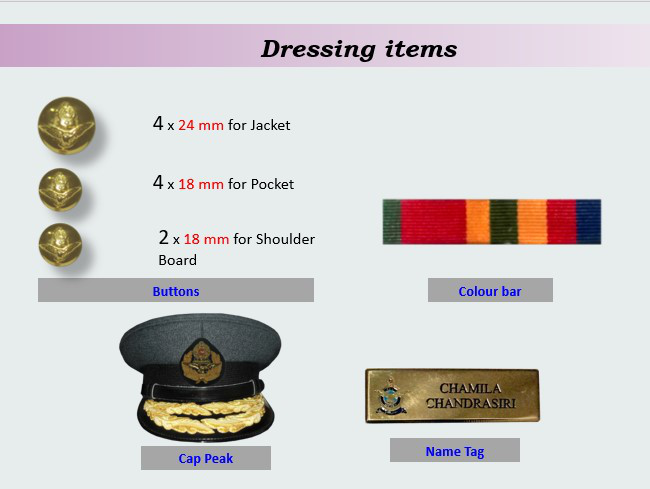 Dressing items
4 x 24 mm for Jacket
4 x 18 mm for Pocket
2 x 18 mm for Shoulder
Board
Buttons
Colour bar
CHAMILA
CHANDRASIRI
Cap Peak
Name Tag